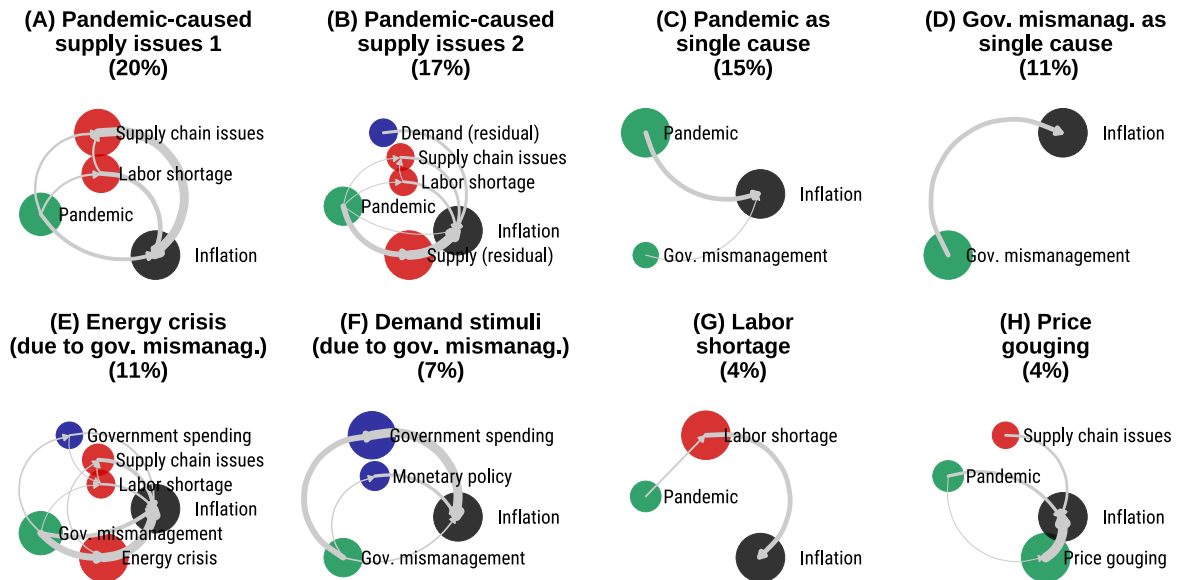 (A) Pandemic-caused
supply issues 1
(20%)
Supply chain issues
Labor shortage
Pandemic
Inflation
(B) Pandemic-caused
supply issues 2
(17%)
Demand (residual)
Supply chain issues
Labor shortage
Pandemic
Inflation
Supply (residual)
(C) Pandemic as
single cause
(15%)
Pandemic
Inflation
Gov. mismanagement
(D) Gov. mismanag. as
single cause
(11%)
Inflation
Gov. mismanagement
(E) Energy crisis
(due to gov. mismanag.)
(11%)
Government spending
Supply chain issues
Labor shortage
Inflation
Gov. mismanagement
Energy crisis
(F) Demand stimuli
(due to gov. mismanag.)
(7%)
Government spending
Monetary policy
Inflation
Gov. mismanagement
(G) Labor
shortage
(4%)
Labor shortage
Pandemic
Inflation
(H) Price
gouging
(4%)
Supply chain issues
Pandemic
Inflation
Price gouging